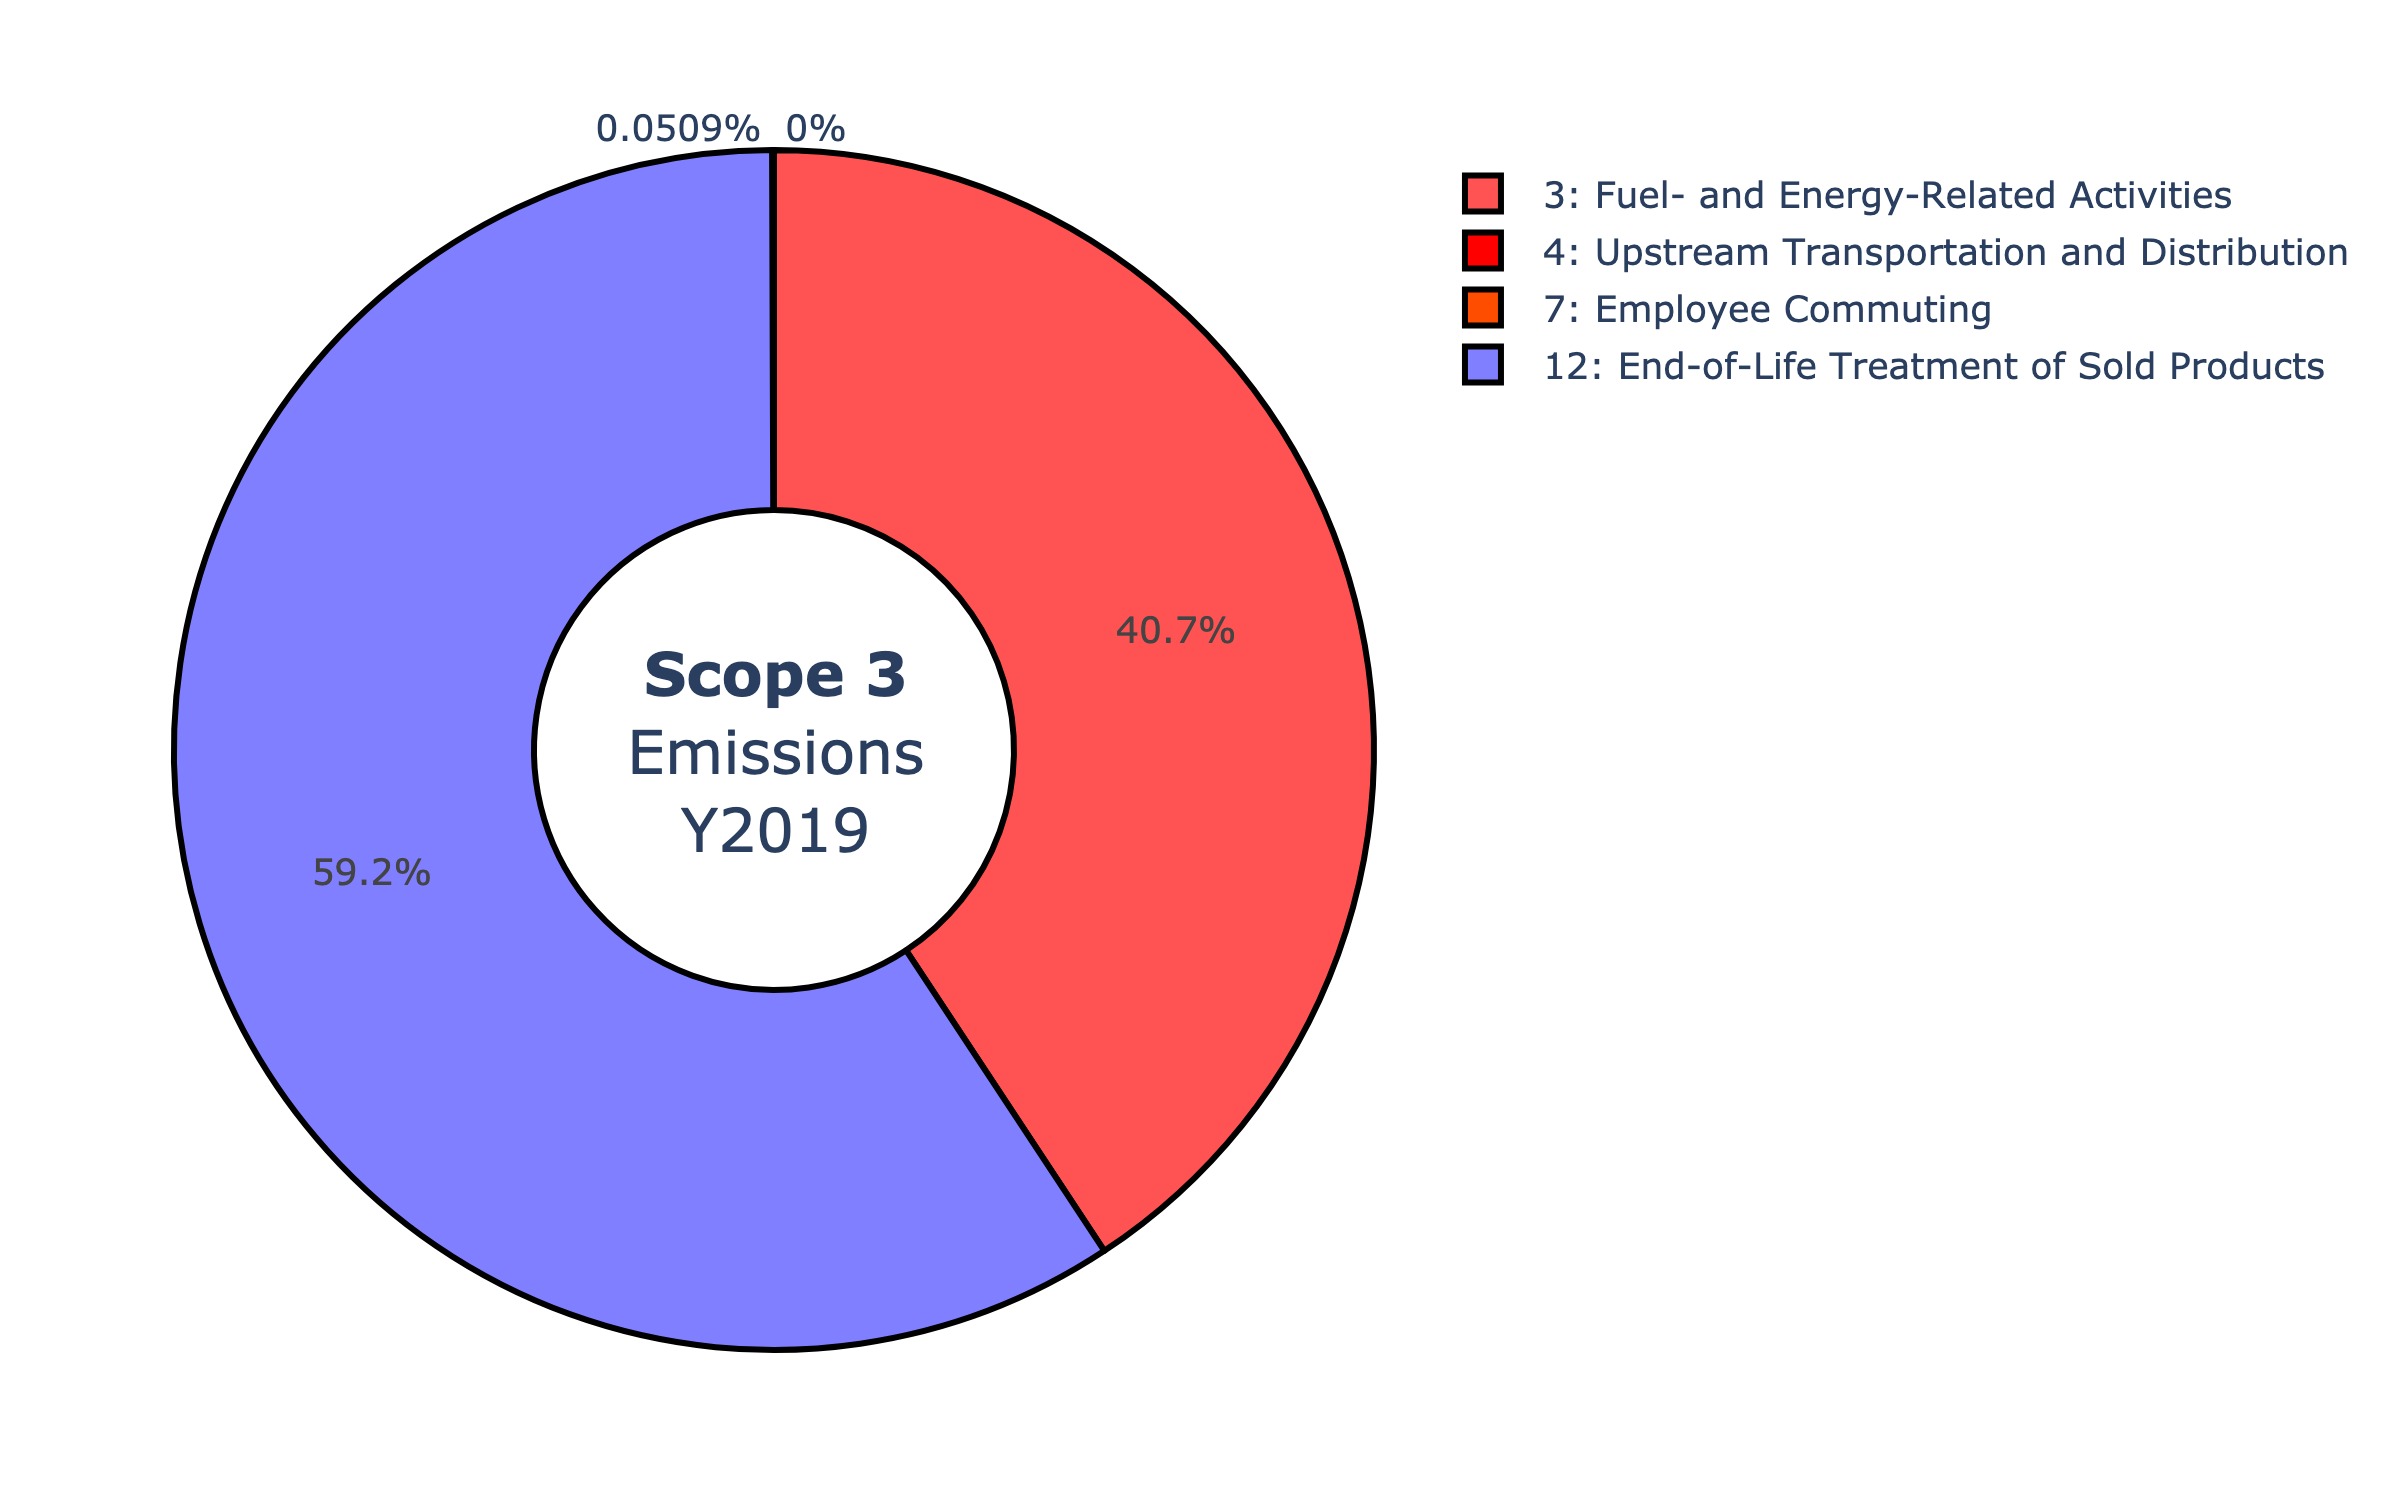 0.0509% 0%
3: Fuel- and Energy-Related Activities
4: Upstream Transportation and Distribution
7: Employee Commuting
12: End-of-Life Treatment of Sold Products
40.7%
Scope 3
Emissions
Y2019
59.2%